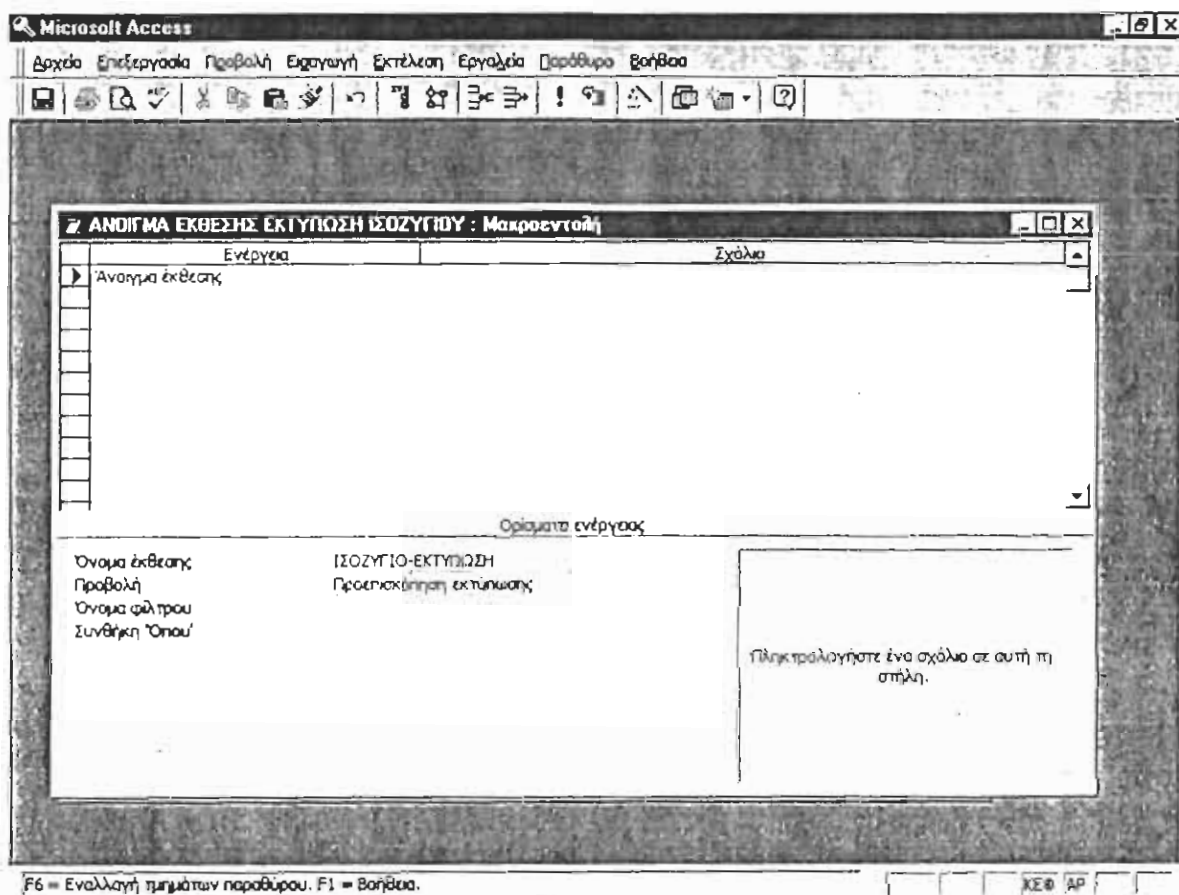 Microsoft Access
Αρχείο Επεξεργασία Προβολή Εισαγωγή Εκτέλεση Εργαλεία Παράθυρο Βοήθεια
ΑΝΟΙΓΜΑ ΕΚΘΕΣΗΣ ΕΚΤΥΠΩΣΗ ΙΣΟΖΥΓΙΟΥ : Μακροεντολή
Ενέργεια Σχόλιο
Άνοιγμα έκθεσης
Ορίσματα ενέργειας
Όνομα έκθεσης ΙΣΟΖΥΓΙΟ-ΕΚΤΥΠΩΣΗ
Προβολή Προεπισκόπηση εκτύπωσης
Όνομα φίλτρου
Συνθήκη 'Όπου'
Πληκτρολογήστε ένα σχόλιο σε αυτή τη
στήλη.
F6 = Εναλλαγή τμημάτων παραθύρου. F1 = Βοήθεια. ΚΕΦ ΑΡ